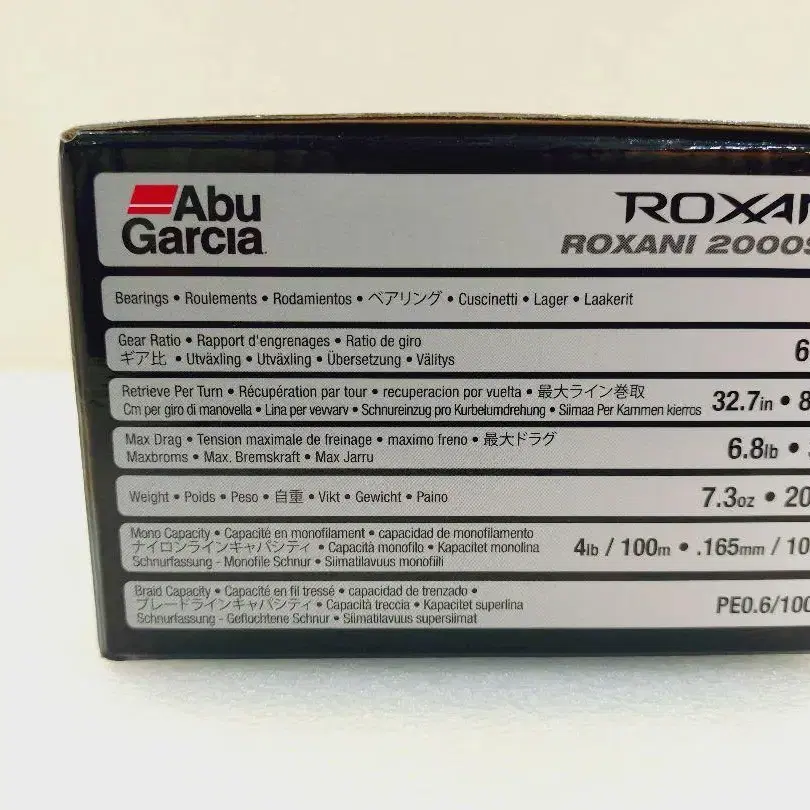 Abu
Garcia
ROXANI
ROXANI 2000S
Bearings • Roulements • Rodamientos • ベアリング • Cuscinetti • Lager • Laakerit
Gear Ratio • Rapport d'engrenages • Ratio de giro
ギア比 • Utväxling • Utväxling • Übersetzung • Välitys
6
Retrieve Per Turn • Récupération par tour • recuperacion por vuelta • 最大ライン巻取
Cm per giro di manovella • Lina per vevvarv • Schnureinzug pro Kurbelumdrehung • Siimaa Per Kammen kierros
32.7in • 8
Max Drag • Tension maximale de freinage • maximo freno • 最大ドラグ
Maxbroms • Max. Bremskraft • Max Jarru
6.8lb •
Weight • Poids • Peso • 自重 • Vikt • Gewicht • Paino
7.3oz • 20
Mono Capacity • Capacité en monofilament • capacidad de monofilamento
ナイロンラインキャパシティ • Capacità monofilo • Kapacitet monolina
Schnurfassung - Monofile Schnur • Siimatilavuus monofiili
4lb / 100m • .165mm / 10
Braid Capacity • Capacité en fil tressé • capacidad de trenzado •
ブレードラインキャパシティ • Capacità treccia • Kapacitet superlina
Schnurfassung - Geflochtene Schnur • Siimatilavuus supersiimat
PE0.6/100